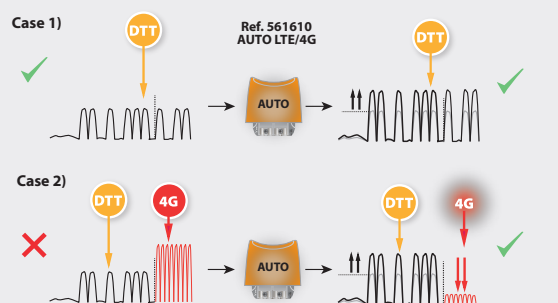 Case 1)
DTT
Ref. 561610
AUTO LTE/4G
AUTO
DTT
Case 2)
DTT
4G
AUTO
DTT
4G